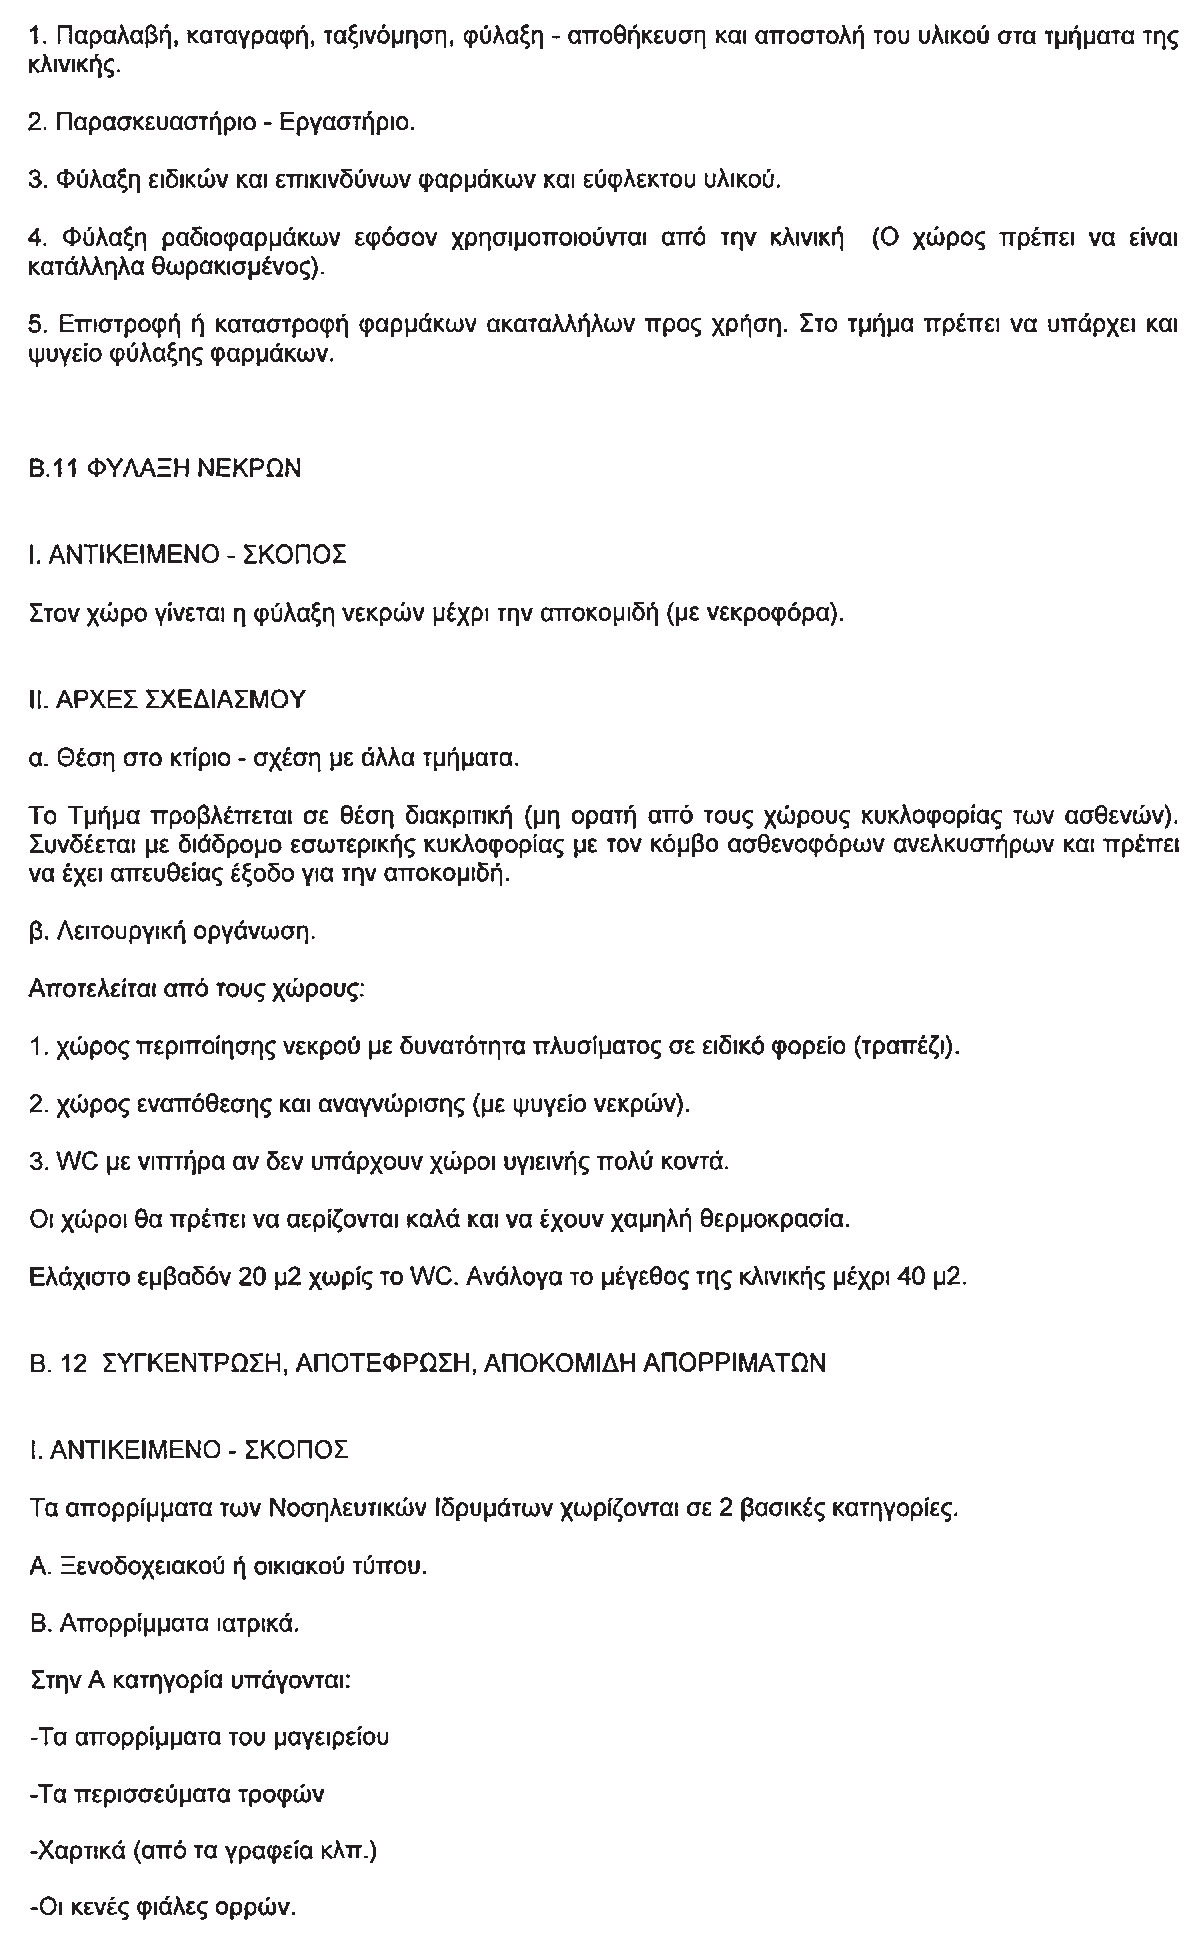 1. Παραλαβή, καταγραφή, ταξινόμηση, φύλαξη - αποθήκευση και αποστολή του υλικού στα τμήματα της
κλινικής.
2. Παρασκευαστήριο - Εργαστήριο.
3. Φύλαξη ειδικών και επικινδύνων φαρμάκων και εύφλεκτου υλικού.
4. Φύλαξη ραδιοφαρμάκων εφόσον χρησιμοποιούνται από την κλινική (Ο χώρος πρέπει να είναι
κατάλληλα θωρακισμένος).
5. Επιστροφή ή καταστροφή φαρμάκων ακαταλλήλων προς χρήση. Στο τμήμα πρέπει να υπάρχει και
ψυγείο φύλαξης φαρμάκων.
Β.11 ΦΥΛΑΞΗ ΝΕΚΡΩΝ
Ι. ΑΝΤΙΚΕΙΜΕΝΟ - ΣΚΟΠΟΣ
Στον χώρο γίνεται η φύλαξη νεκρών μέχρι την αποκομιδή (με νεκροφόρα).
ΙΙ. ΑΡΧΕΣ ΣΧΕΔΙΑΣΜΟΥ
α. Θέση στο κτίριο - σχέση με άλλα τμήματα.
Το Τμήμα προβλέπεται σε θέση διακριτική (μη ορατή από τους χώρους κυκλοφορίας των ασθενών).
Συνδέεται με διάδρομο εσωτερικής κυκλοφορίας με τον κόμβο ασθενοφόρων ανελκυστήρων και πρέπει
να έχει απευθείας έξοδο για την αποκομιδή.
β. Λειτουργική οργάνωση.
Αποτελείται από τους χώρους:
1. χώρος περιποίησης νεκρού με δυνατότητα πλυσίματος σε ειδικό φορείο (τραπέζι).
2. χώρος εναπόθεσης και αναγνώρισης (με ψυγείο νεκρών).
3. WC με νιπτήρα αν δεν υπάρχουν χώροι υγιεινής πολύ κοντά.
Οι χώροι θα πρέπει να αερίζονται καλά και να έχουν χαμηλή θερμοκρασία.
Ελάχιστο εμβαδόν 20 μ2 χωρίς το WC. Ανάλογα το μέγεθος της κλινικής μέχρι 40 μ2.
Β. 12 ΣΥΓΚΕΝΤΡΩΣΗ, ΑΠΟΤΕΦΡΩΣΗ, ΑΠΟΚΟΜΙΔΗ ΑΠΟΡΡΙΜΑΤΩΝ
Ι. ΑΝΤΙΚΕΙΜΕΝΟ - ΣΚΟΠΟΣ
Τα απορρίμματα των Νοσηλευτικών Ιδρυμάτων χωρίζονται σε 2 βασικές κατηγορίες.
Α. Ξενοδοχειακού ή οικιακού τύπου.
Β. Απορρίμματα ιατρικά.
Στην Α κατηγορία υπάγονται:
-Τα απορρίμματα του μαγειρείου
-Τα περισσεύματα τροφών
-Χαρτικά (από τα γραφεία κλπ.)
-Οι κενές φιάλες ορρών.